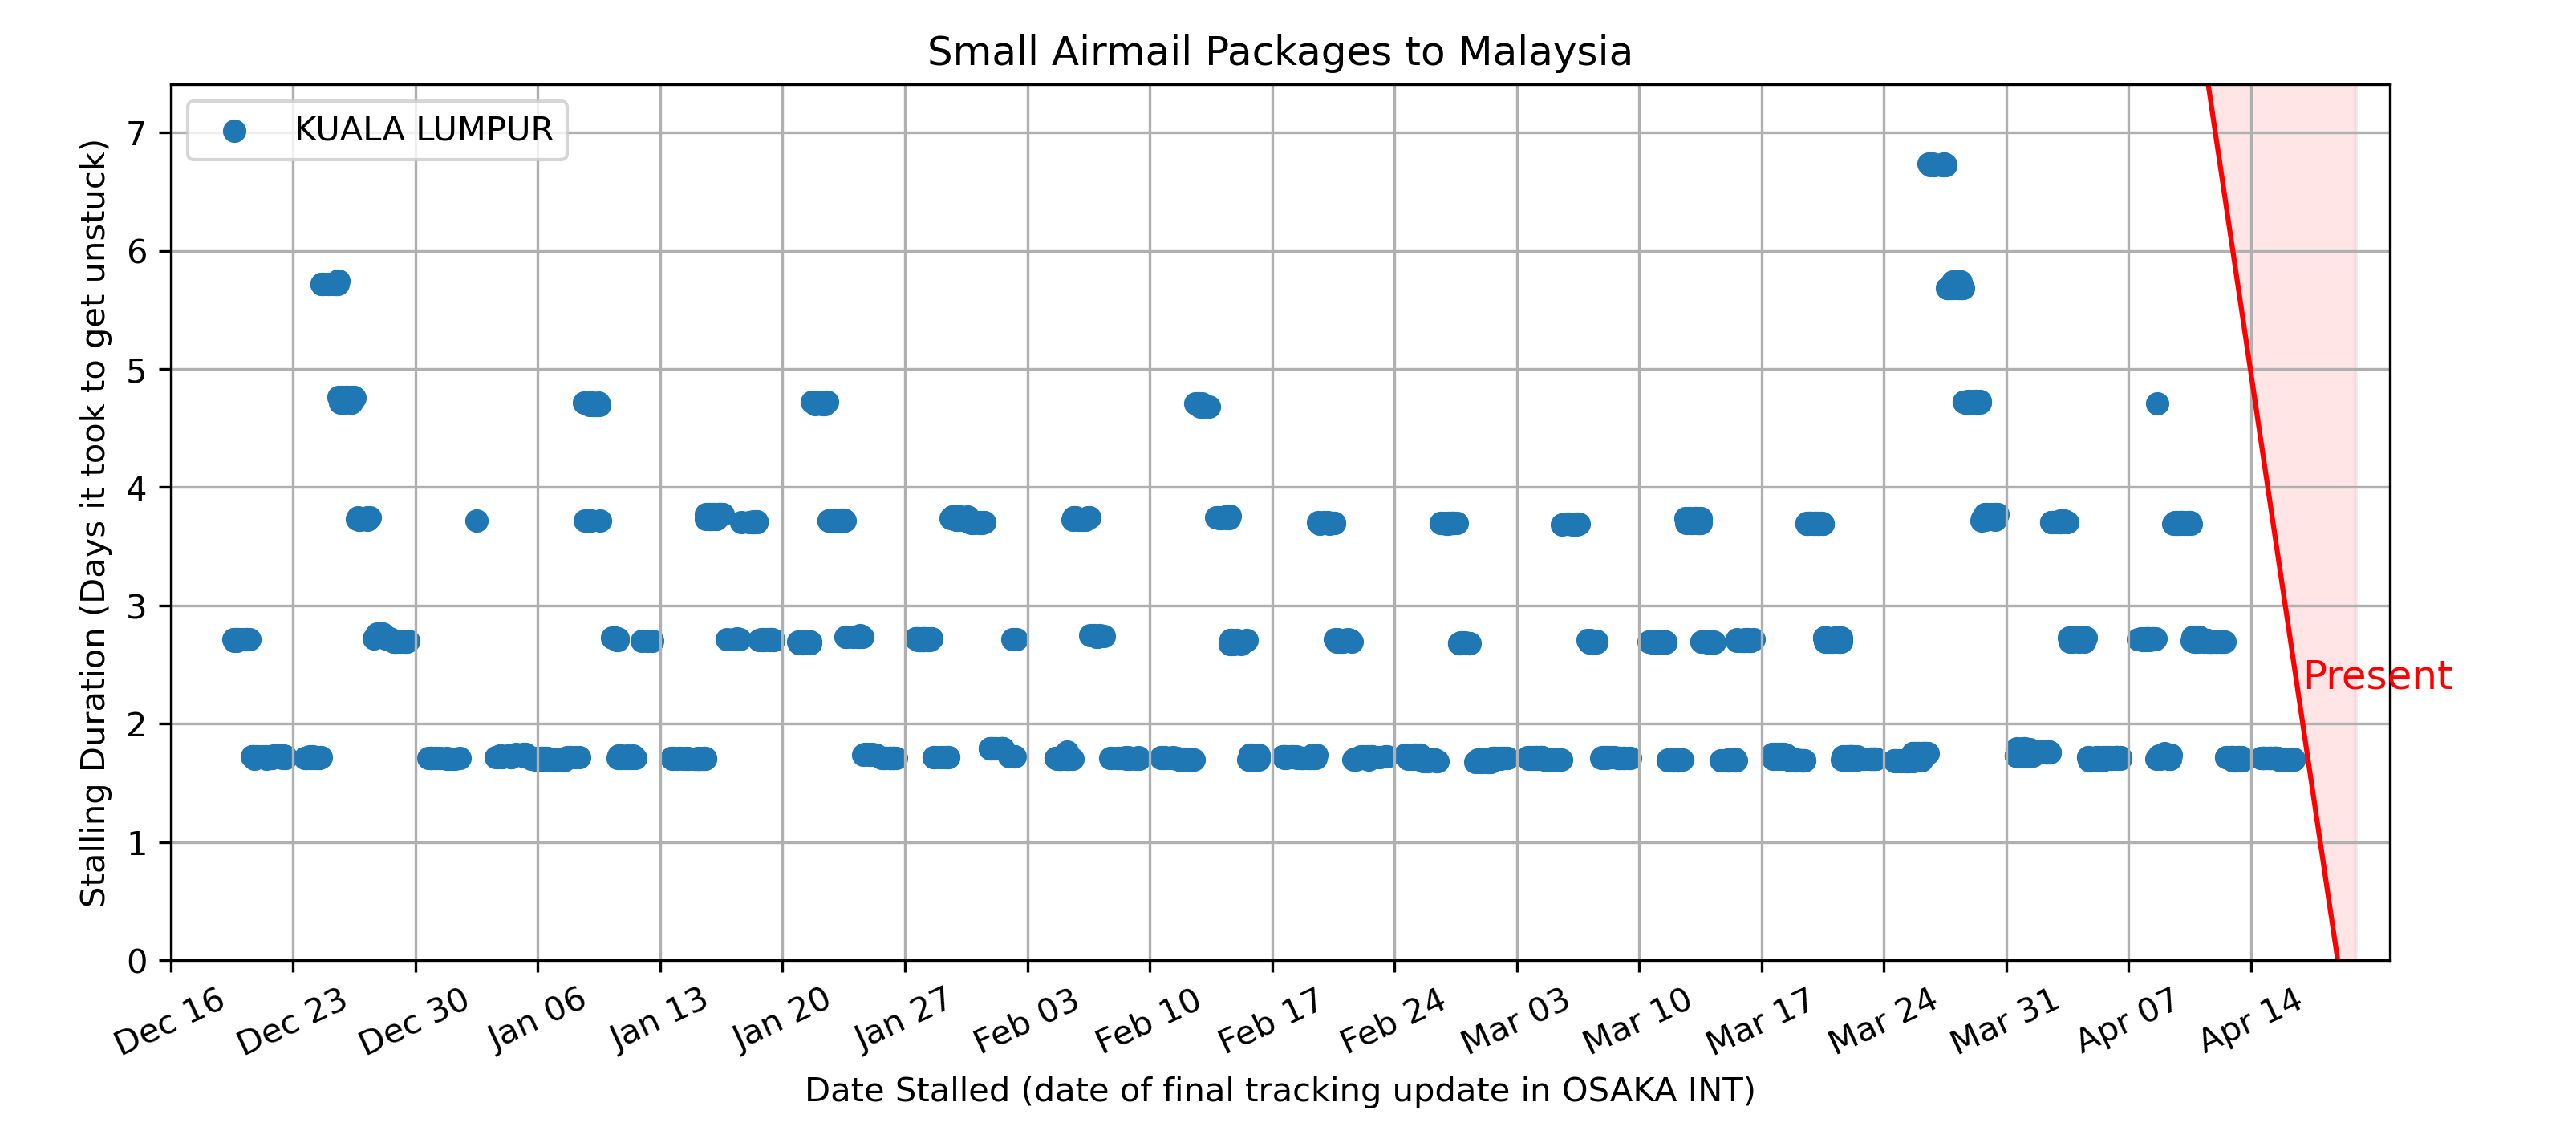 Small Airmail Packages to Malaysia
KUALA LUMPUR
Stalling Duration (Days it took to get unstuck)
7
6
5
4
3
2
1
0
Present
Dec 16
Dec 23
Dec 30
Jan 06
Jan 13
Jan 20
Jan 27
Feb 03
Feb 10
Feb 17
Feb 24
Mar 03
Mar 10
Mar 17
Mar 24
Mar 31
Apr 07
Apr 14
Date Stalled (date of final tracking update in OSAKA INT)